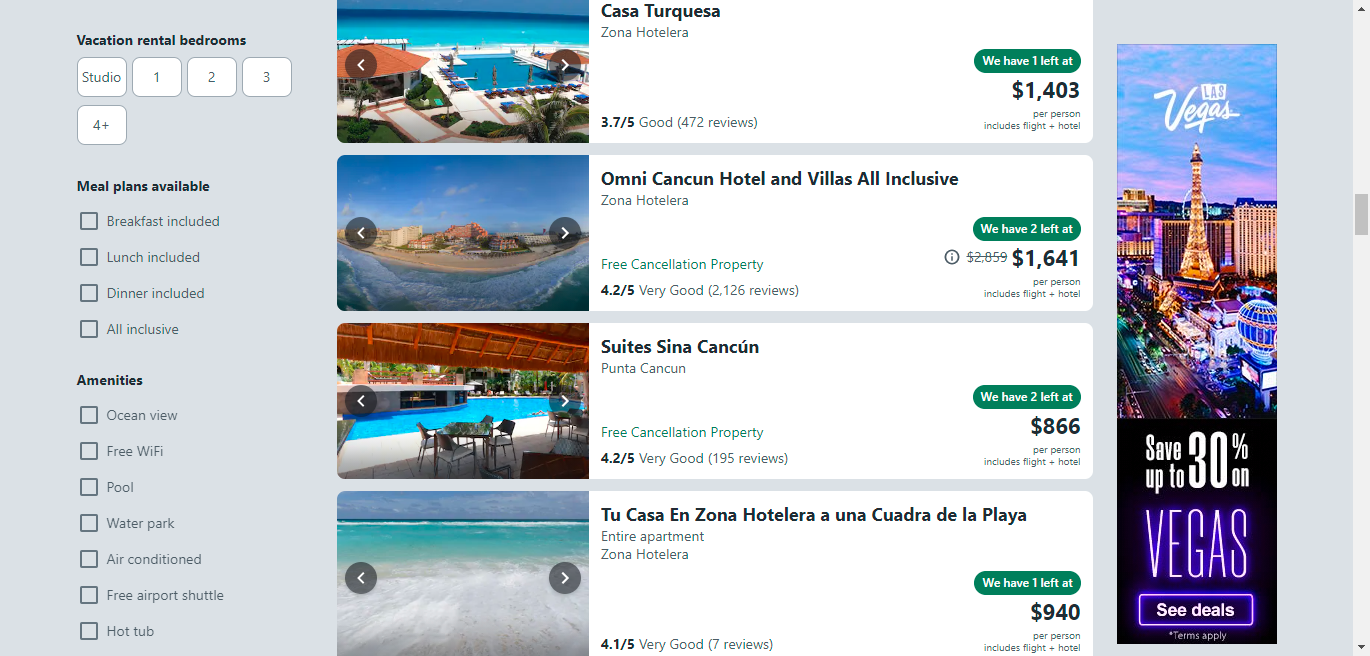 Vacation rental bedrooms
Studio
1
2
3
4+
Meal plans available
Breakfast included
Lunch included
Dinner included
All inclusive
Amenities
Ocean view
Free WiFi
Pool
Water park
Air conditioned
Free airport shuttle
Hot tub
Casa Turquesa
Zona Hotelera
We have 1 left at
$1,403
per person
includes flight + hotel
3.7/5 Good (472 reviews)
Omni Cancun Hotel and Villas All Inclusive
Zona Hotelera
We have 2 left at
$2,859 $1,641
per person
includes flight + hotel
Free Cancellation Property
4.2/5 Very Good (2,126 reviews)
Suites Sina Cancún
Punta Cancun
We have 2 left at
$866
per person
includes flight + hotel
Free Cancellation Property
4.2/5 Very Good (195 reviews)
Tu Casa En Zona Hotelera a una Cuadra de la Playa
Entire apartment
Zona Hotelera
We have 1 left at
$940
per person
includes flight + hotel
4.1/5 Very Good (7 reviews)
LAS
Vegas
Save
up to 30% on
VEGAS
See deals
*Terms apply